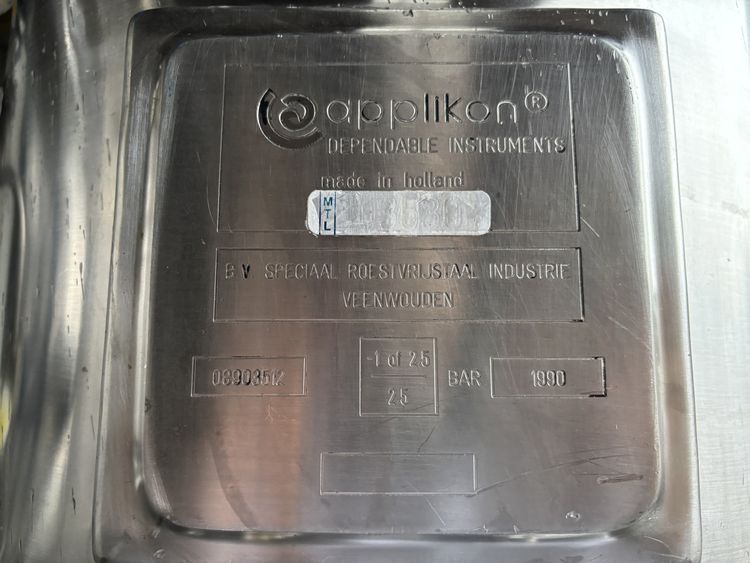 applikon®
DEPENDABLE INSTRUMENTS
made in holland
MTL
B.V. SPECIAAL ROESTVRIJSTAAL INDUSTRIE
VEENWOUDEN
08903512
-1 of 2.5
2.5
BAR
1990